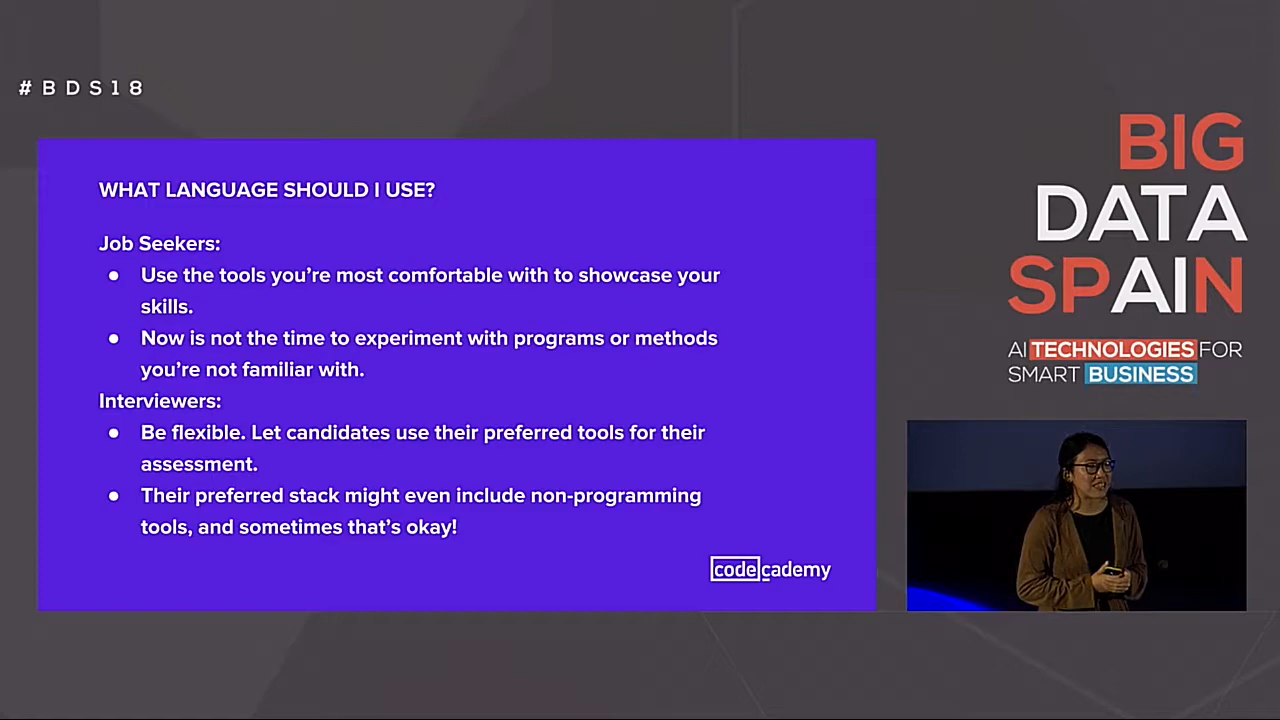 #BDS18
WHAT LANGUAGE SHOULD I USE?
Job Seekers:
● Use the tools you're most comfortable with to showcase your
skills.
● Now is not the time to experiment with programs or methods
you're not familiar with.
Interviewers:
● Be flexible. Let candidates use their preferred tools for their
assessment.
● Their preferred stack might even include non-programming
tools, and sometimes that's okay!
codecademy
BIG
DATA
SPAIN
AI TECHNOLOGIES FOR
SMART BUSINESS